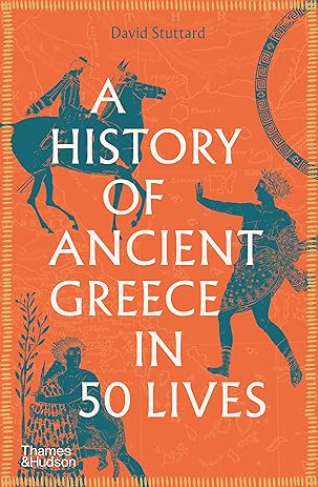 David Stuttard
A
HISTORY
OF
ANCIENT
GREECE
IN
50 LIVES
Thames
&Hudson